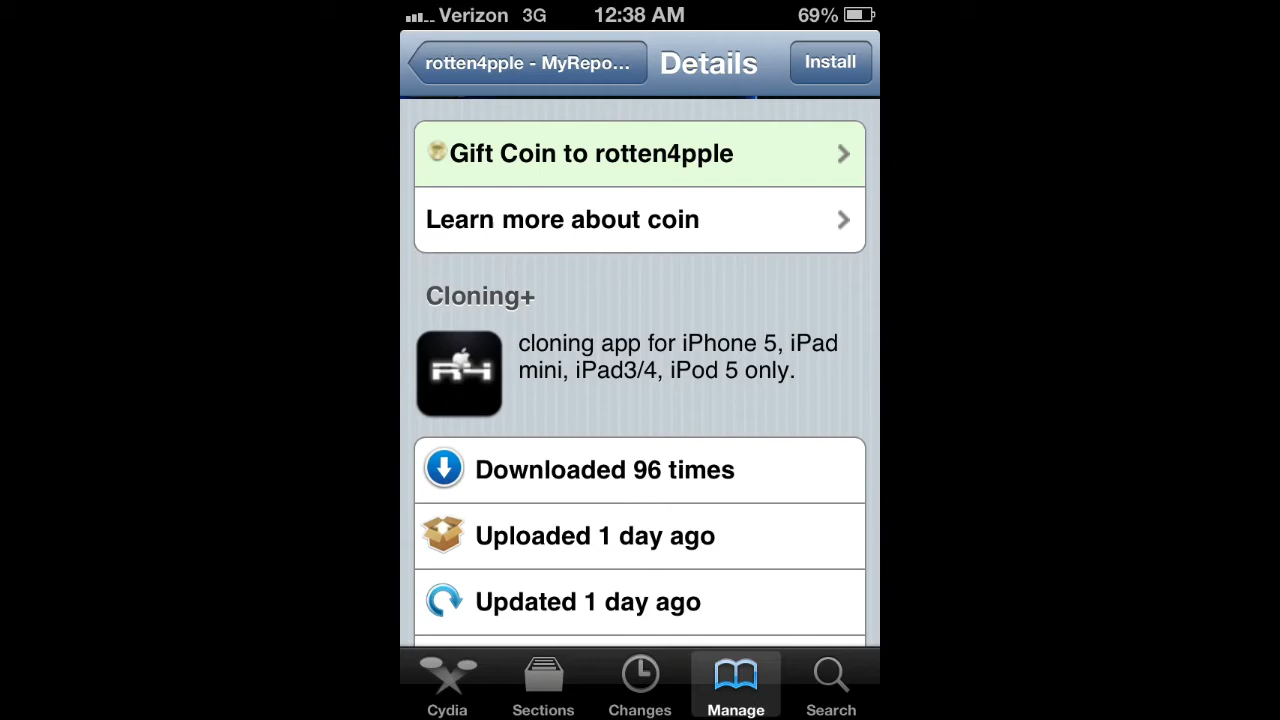 Verizon 3G 12:38 AM 69%
rotten4pple - MyRepo... Details Install
Gift Coin to rotten4pple
Learn more about coin
Cloning+
R4
cloning app for iPhone 5, iPad
mini, iPad3/4, iPod 5 only.
Downloaded 96 times
Uploaded 1 day ago
Updated 1 day ago
Cydia Sections Changes Manage Search